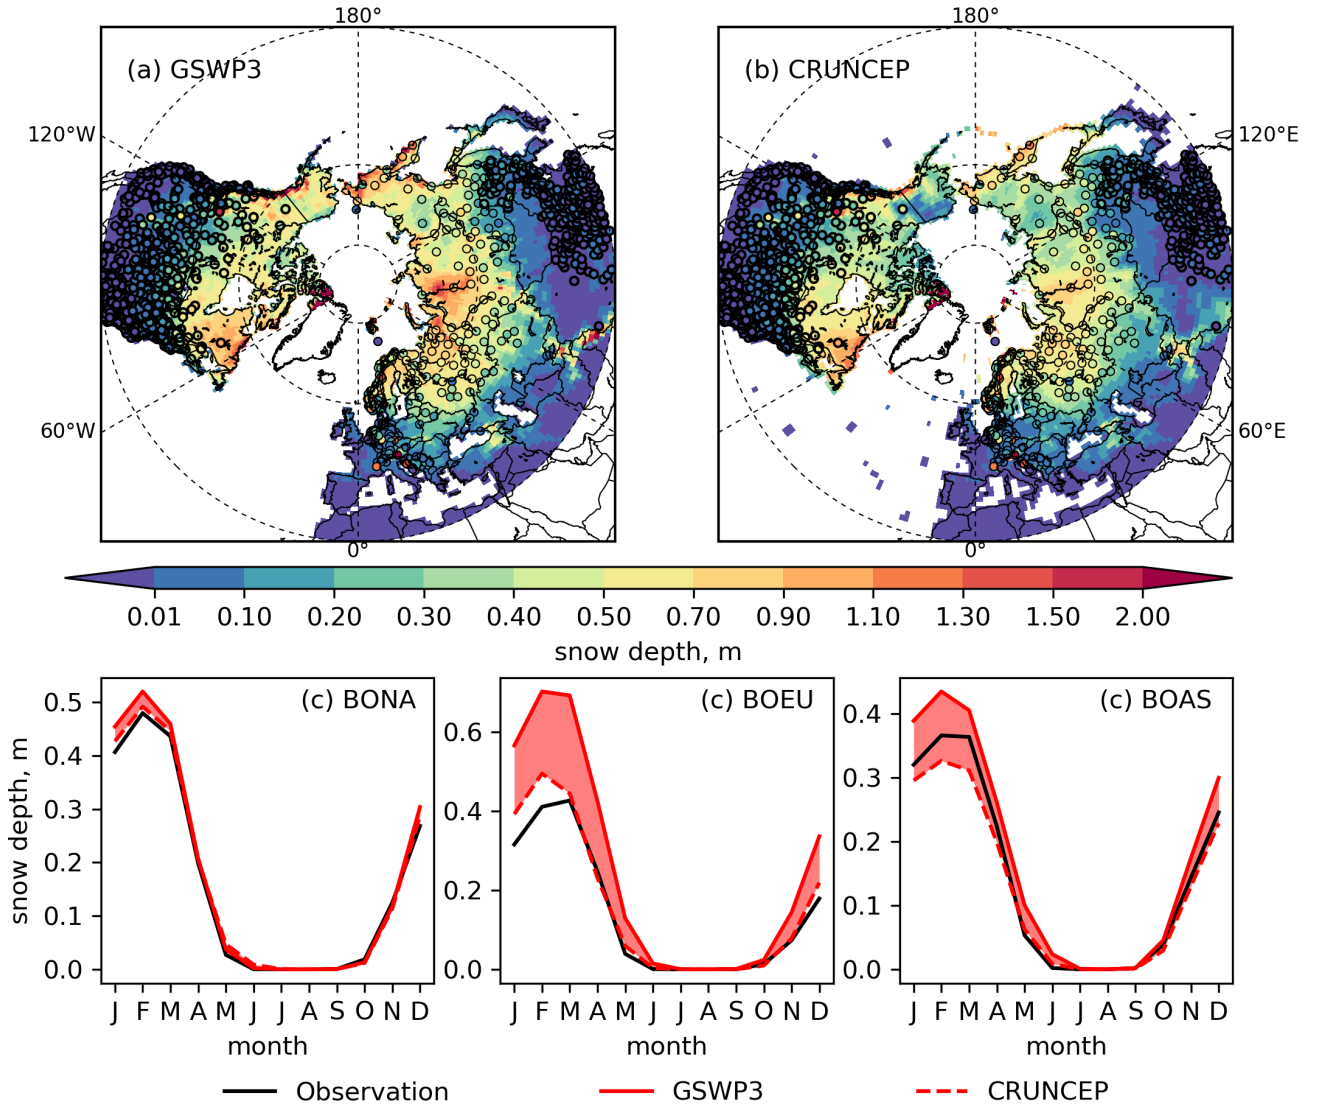 180° 180°
(a) GSWP3 (b) CRUNCEP
120°W 120°E
60°W 60°E
0° 0°
0.01 0.10 0.20 0.30 0.40 0.50 0.70 0.90 1.10 1.30 1.50 2.00
snow depth, m
(c) BONA (c) BOEU (c) BOAS
snow depth, m
0.5
0.4
0.3
0.2
0.1
0.0
0.6
0.4
0.2
0.0
0.4
0.3
0.2
0.1
0.0
J F M A M J J A S O N D J F M A M J J A S O N D J F M A M J J A S O N D
month month month
Observation GSWP3 CRUNCEP